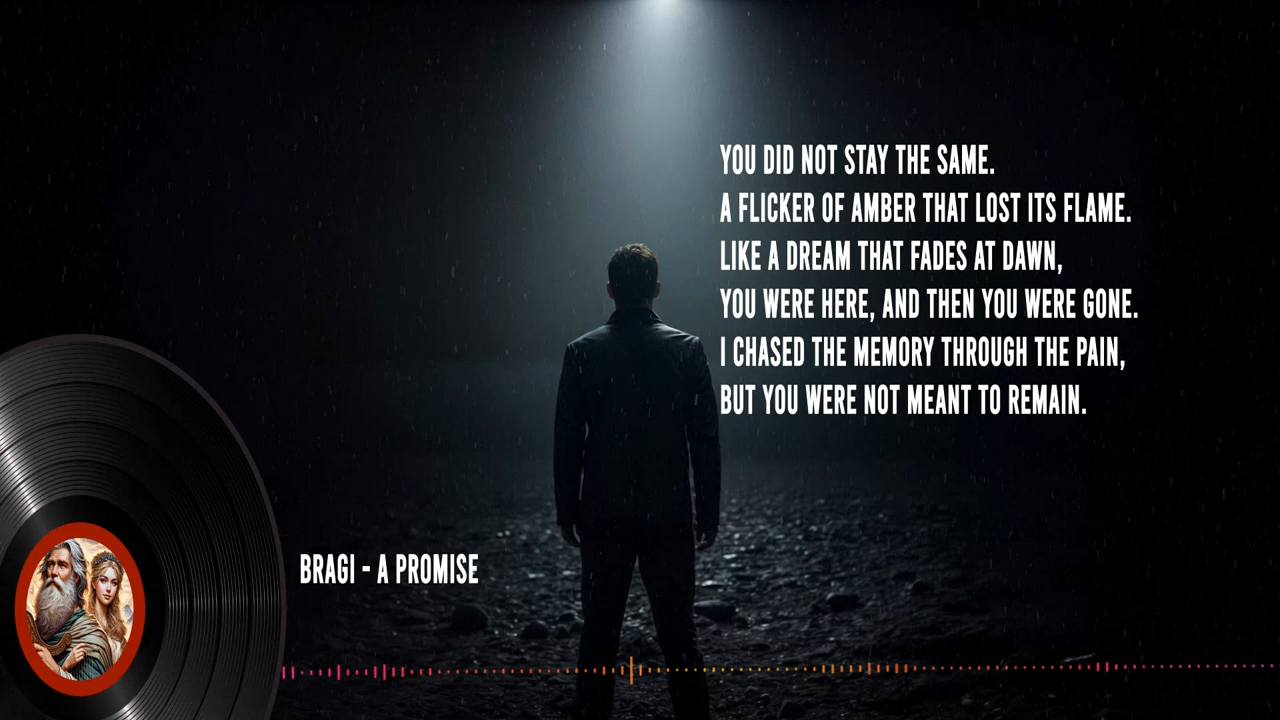 YOU DID NOT STAY THE SAME.
A FLICKER OF AMBER THAT LOST ITS FLAME.
LIKE A DREAM THAT FADES AT DAWN,
YOU WERE HERE, AND THEN YOU WERE GONE.
I CHASED THE MEMORY THROUGH THE PAIN,
BUT YOU WERE NOT MEANT TO REMAIN.
BRAGI - A PROMISE